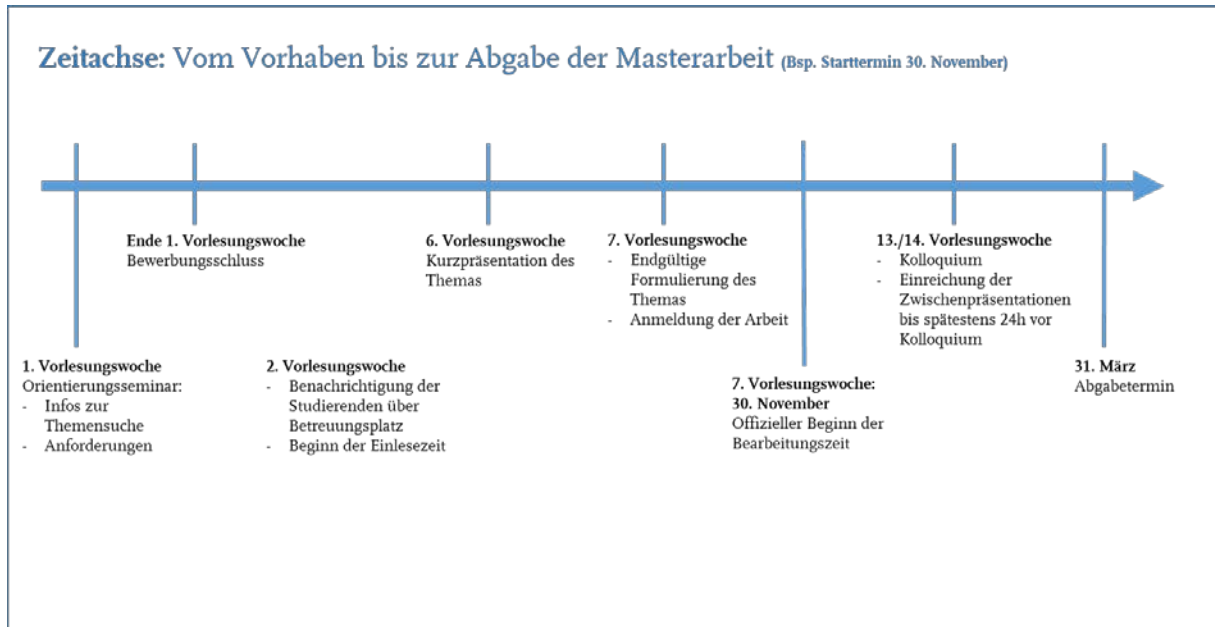 Zeitachse: Vom Vorhaben bis zur Abgabe der Masterarbeit (Bsp. Starttermin 30. November)
1. Vorlesungswoche
Orientierungsseminar:
- Infos zur
Themensuche
- Anforderungen
Ende 1. Vorlesungswoche
Bewerbungsschluss
2. Vorlesungswoche
- Benachrichtigung der
Studierenden über
Betreuungsplatz
- Beginn der Einlesezeit
6. Vorlesungswoche
Kurzpräsentation des
Themas
7. Vorlesungswoche
- Endgültige
Formulierung des
Themas
- Anmeldung der Arbeit
7. Vorlesungswoche:
30. November
Offizieller Beginn der
Bearbeitungszeit
13./14. Vorlesungswoche
- Kolloquium
- Einreichung der
Zwischenpräsentationen
bis spätestens 24h vor
Kolloquium
31. März
Abgabetermin